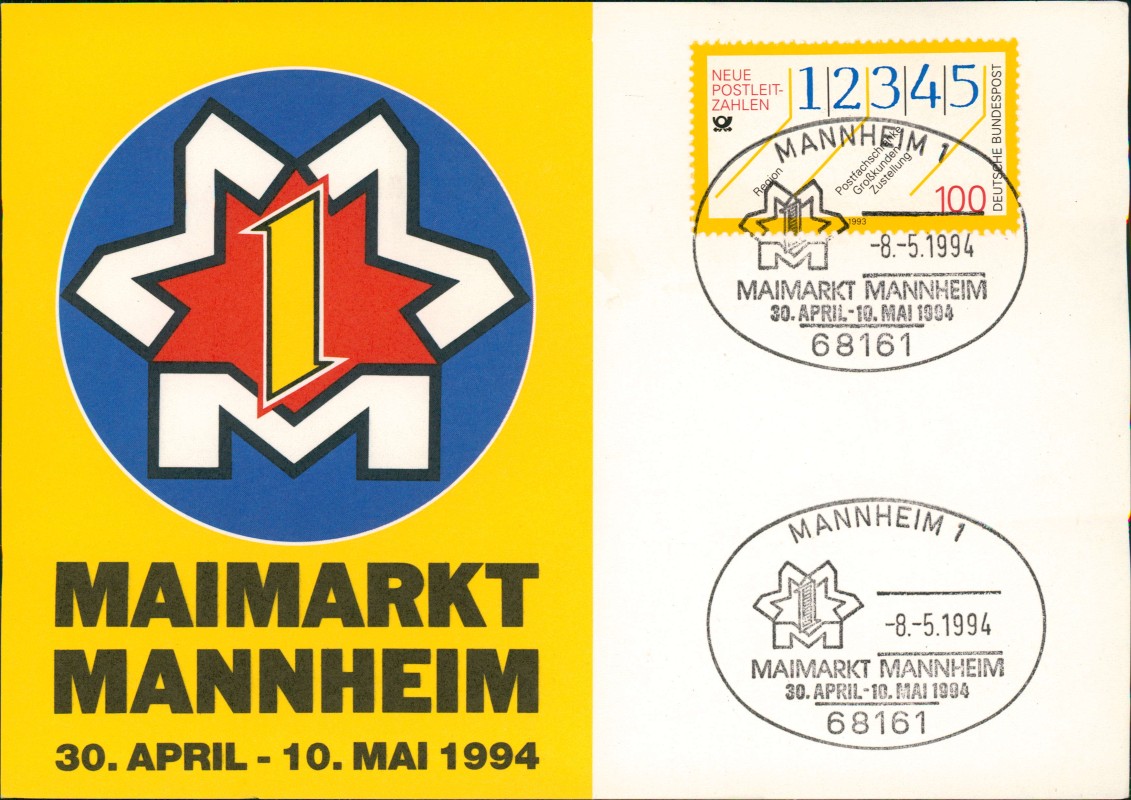 1
MAIMARKT
MANNHEIM
30. APRIL - 10. MAI 1994
NEUE
POSTLEIT-
ZAHLEN
12345
DEUTSCHE BUNDESPOST
Region
Postfachschränke
Großkunden
Zustellung
100
1993
MANNHEIM 1
-8.-5.1994
MAIMARKT MANNHEIM
30. APRIL-10. MAI 1994
68161
MANNHEIM 1
-8.-5.1994
MAIMARKT MANNHEIM
30. APRIL-10. MAI 1994
68161